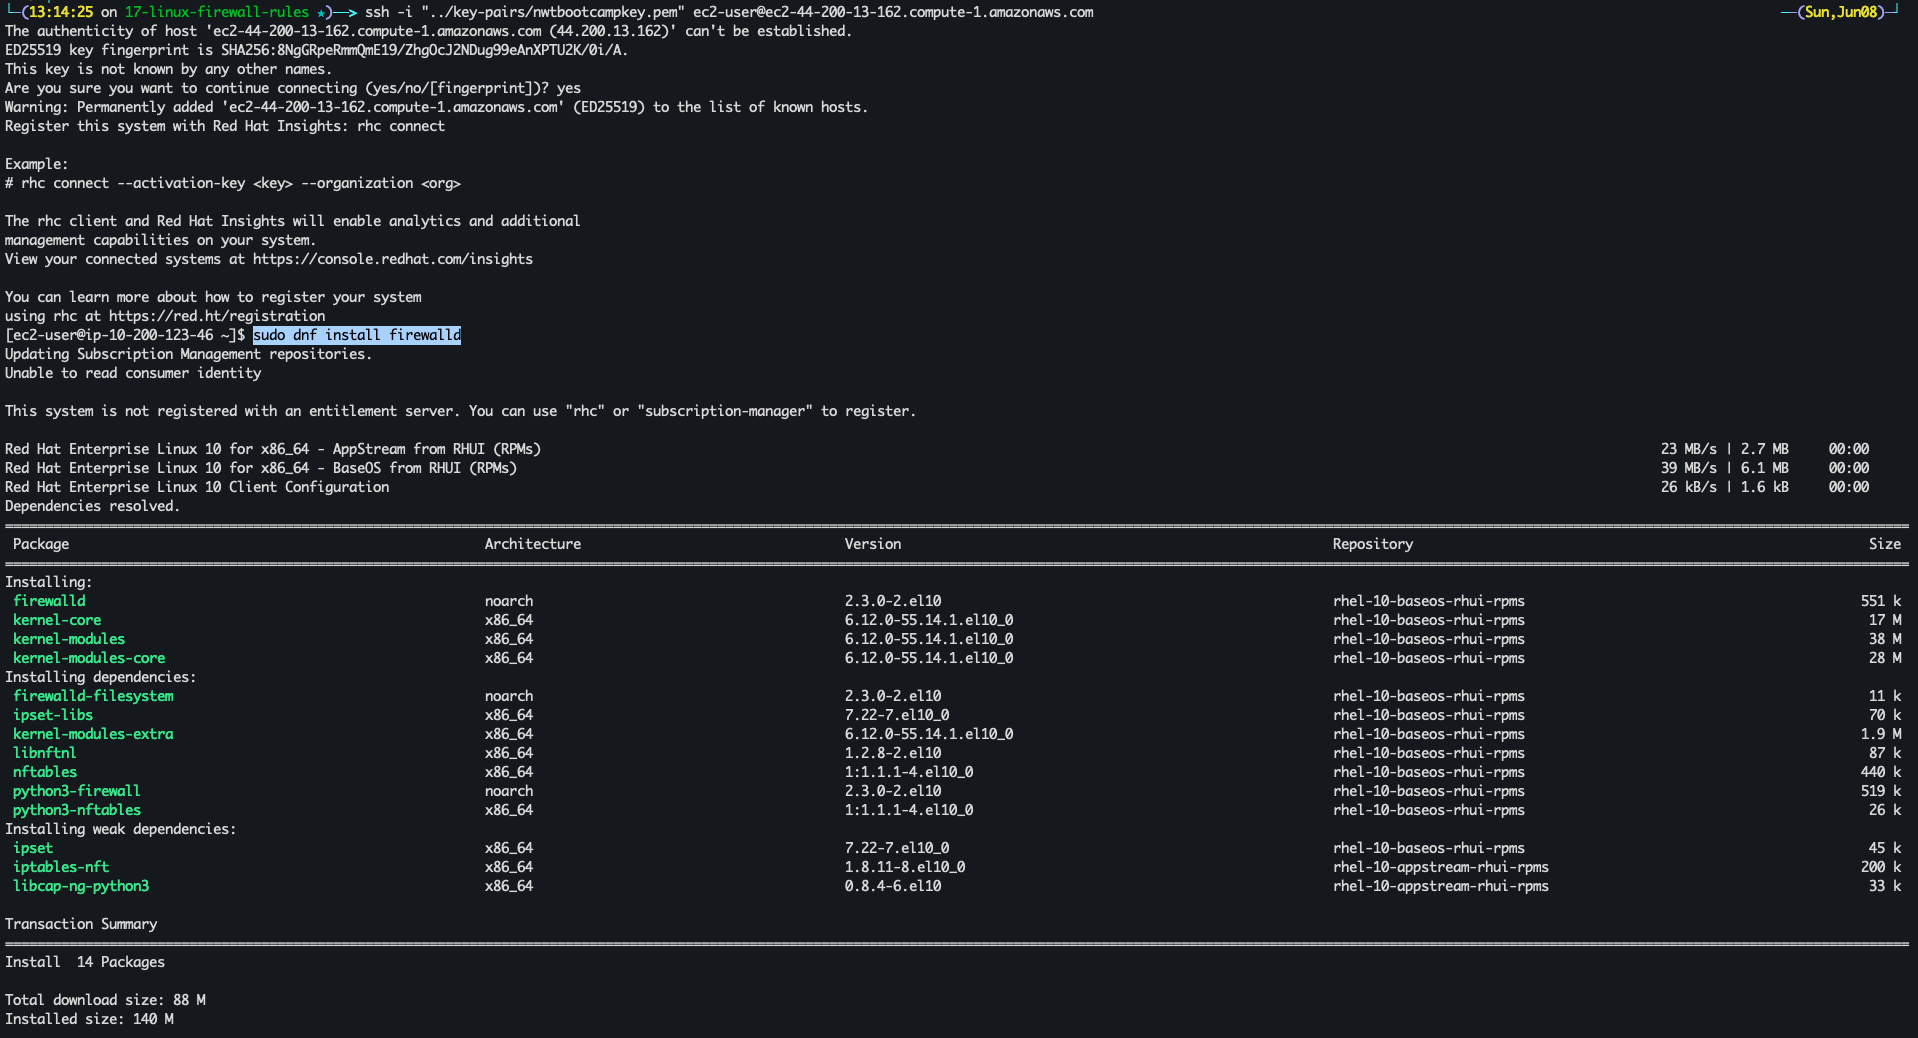 └─(13:14:25 on 17-linux-firewall-rules ★)──> ssh -i "../key-pairs/nwtbootcampkey.pem" ec2-user@ec2-44-200-13-162.compute-1.amazonaws.com ──(Sun,Jun08)─┘
The authenticity of host 'ec2-44-200-13-162.compute-1.amazonaws.com (44.200.13.162)' can't be established.
ED25519 key fingerprint is SHA256:8NgGRpeRmmQmE19/ZhgOcJ2NDug99eAnXPTU2K/0i/A.
This key is not known by any other names.
Are you sure you want to continue connecting (yes/no/[fingerprint])? yes
Warning: Permanently added 'ec2-44-200-13-162.compute-1.amazonaws.com' (ED25519) to the list of known hosts.
Register this system with Red Hat Insights: rhc connect
Example:
# rhc connect --activation-key <key> --organization <org>
The rhc client and Red Hat Insights will enable analytics and additional
management capabilities on your system.
View your connected systems at https://console.redhat.com/insights
You can learn more about how to register your system
using rhc at https://red.ht/registration
[ec2-user@ip-10-200-123-46 ~]$ sudo dnf install firewalld
Updating Subscription Management repositories.
Unable to read consumer identity
This system is not registered with an entitlement server. You can use "rhc" or "subscription-manager" to register.
Red Hat Enterprise Linux 10 for x86_64 - AppStream from RHUI (RPMs) 23 MB/s | 2.7 MB 00:00
Red Hat Enterprise Linux 10 for x86_64 - BaseOS from RHUI (RPMs) 39 MB/s | 6.1 MB 00:00
Red Hat Enterprise Linux 10 Client Configuration 26 kB/s | 1.6 kB 00:00
Dependencies resolved.
Package Architecture Version Repository Size
Installing:
firewalld noarch 2.3.0-2.el10 rhel-10-baseos-rhui-rpms 551 k
kernel-core x86_64 6.12.0-55.14.1.el10_0 rhel-10-baseos-rhui-rpms 17 M
kernel-modules x86_64 6.12.0-55.14.1.el10_0 rhel-10-baseos-rhui-rpms 38 M
kernel-modules-core x86_64 6.12.0-55.14.1.el10_0 rhel-10-baseos-rhui-rpms 28 M
Installing dependencies:
firewalld-filesystem noarch 2.3.0-2.el10 rhel-10-baseos-rhui-rpms 11 k
ipset-libs x86_64 7.22-7.el10_0 rhel-10-baseos-rhui-rpms 70 k
kernel-modules-extra x86_64 6.12.0-55.14.1.el10_0 rhel-10-baseos-rhui-rpms 1.9 M
libnftnl x86_64 1.2.8-2.el10 rhel-10-baseos-rhui-rpms 87 k
nftables x86_64 1:1.1.1-4.el10_0 rhel-10-baseos-rhui-rpms 440 k
python3-firewall noarch 2.3.0-2.el10 rhel-10-baseos-rhui-rpms 519 k
python3-nftables x86_64 1:1.1.1-4.el10_0 rhel-10-baseos-rhui-rpms 26 k
Installing weak dependencies:
ipset x86_64 7.22-7.el10_0 rhel-10-baseos-rhui-rpms 45 k
iptables-nft x86_64 1.8.11-8.el10_0 rhel-10-appstream-rhui-rpms 200 k
libcap-ng-python3 x86_64 0.8.4-6.el10 rhel-10-appstream-rhui-rpms 33 k
Transaction Summary
Install 14 Packages
Total download size: 88 M
Installed size: 140 M